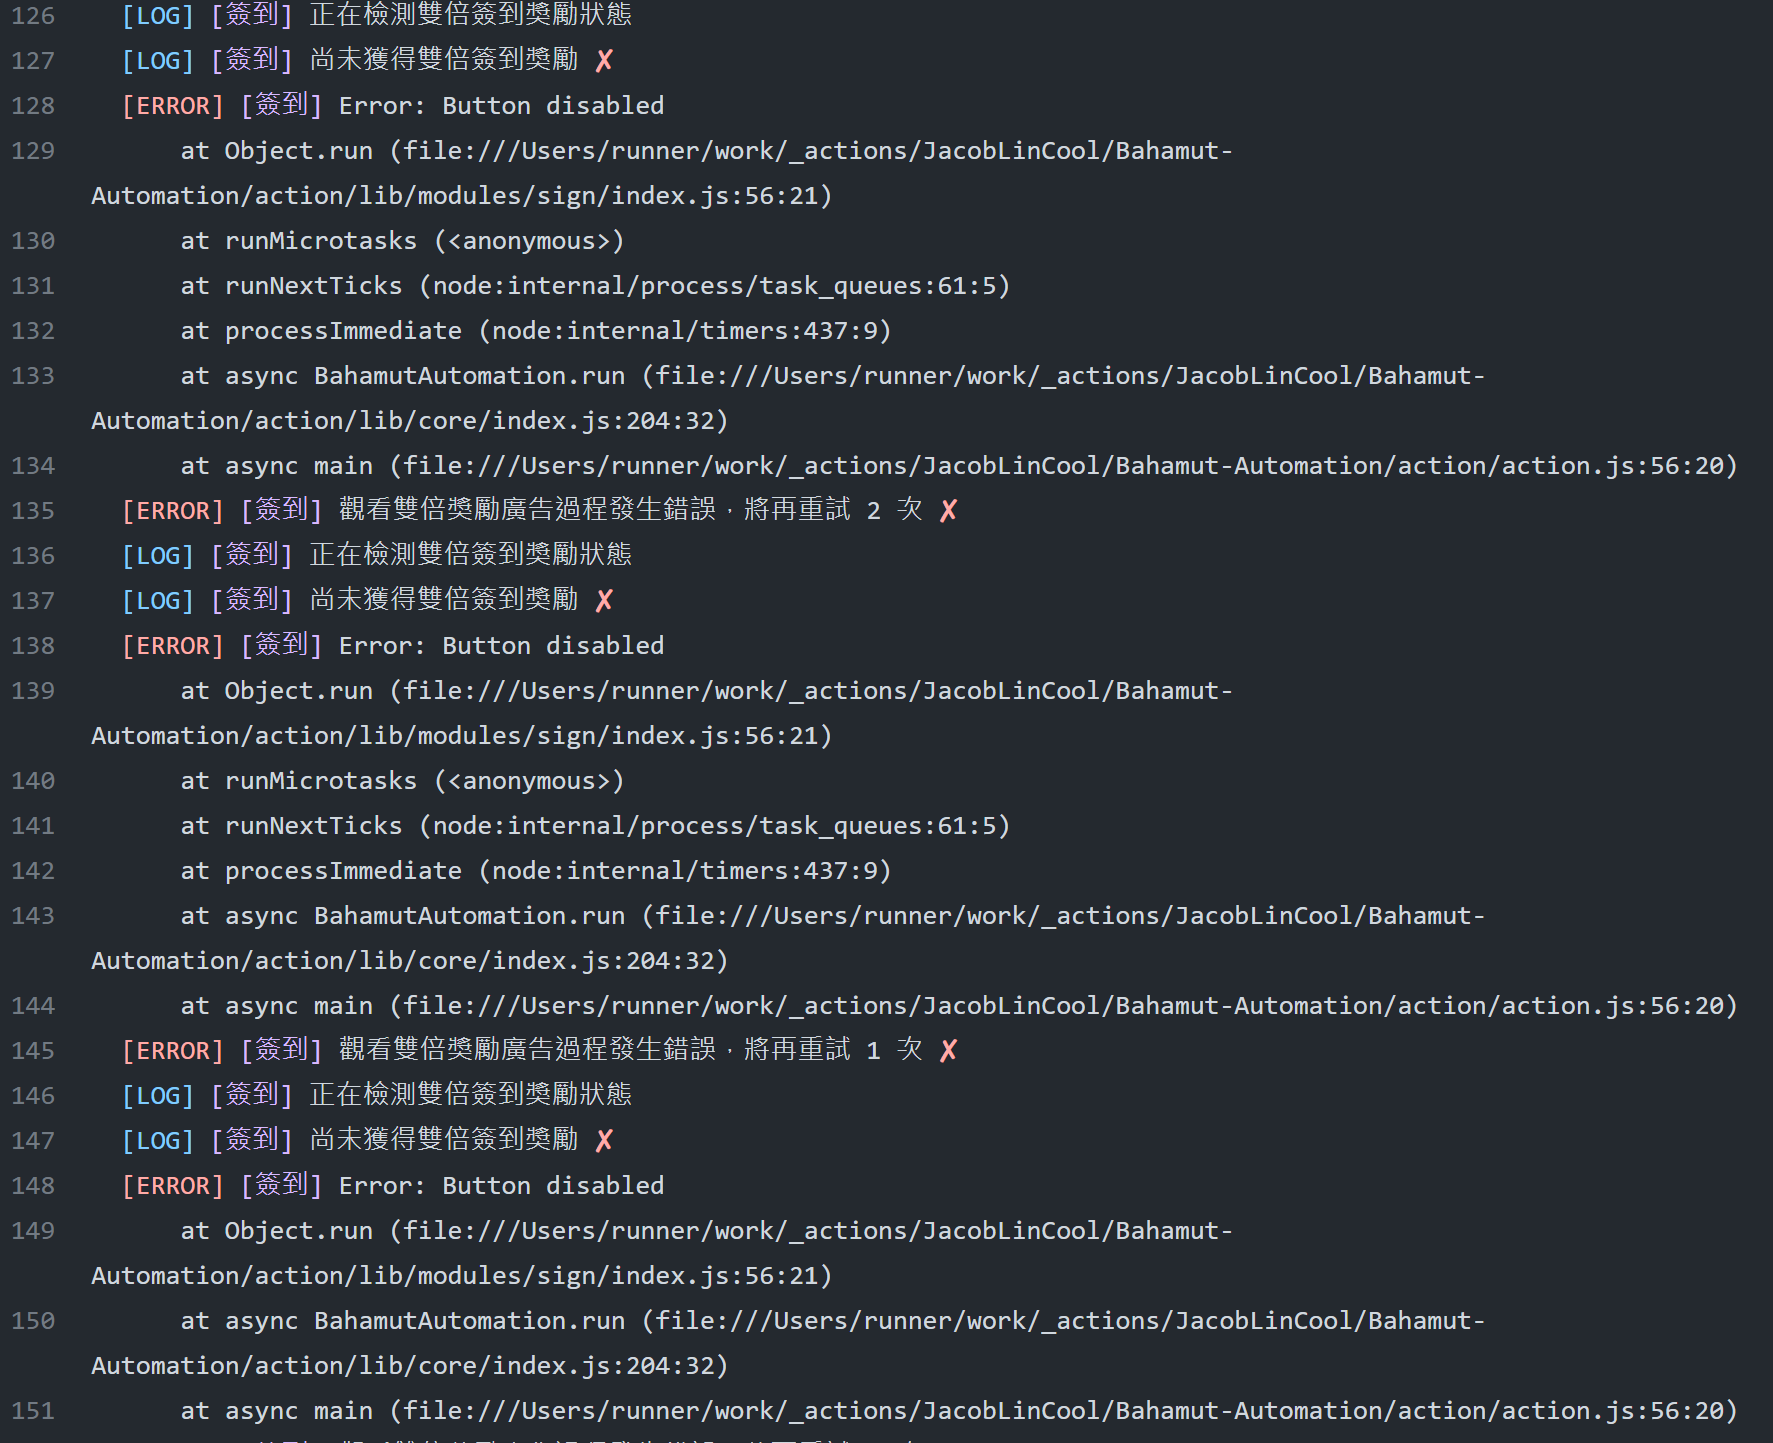 126 [LOG] [簽到] 正在檢測雙倍簽到獎勵狀態
127 [LOG] [簽到] 尚未獲得雙倍簽到獎勵 ✗
128 [ERROR] [簽到] Error: Button disabled
129 at Object.run (file:///Users/runner/work/_actions/JacobLinCool/Bahamut-
Automation/action/lib/modules/sign/index.js:56:21)
130 at runMicrotasks (<anonymous>)
131 at runNextTicks (node:internal/process/task_queues:61:5)
132 at processImmediate (node:internal/timers:437:9)
133 at async BahamutAutomation.run (file:///Users/runner/work/_actions/JacobLinCool/Bahamut-
Automation/action/lib/core/index.js:204:32)
134 at async main (file:///Users/runner/work/_actions/JacobLinCool/Bahamut-Automation/action/action.js:56:20)
135 [ERROR] [簽到] 觀看雙倍獎勵廣告過程發生錯誤，將再重試 2 次 ✗
136 [LOG] [簽到] 正在檢測雙倍簽到獎勵狀態
137 [LOG] [簽到] 尚未獲得雙倍簽到獎勵 ✗
138 [ERROR] [簽到] Error: Button disabled
139 at Object.run (file:///Users/runner/work/_actions/JacobLinCool/Bahamut-
Automation/action/lib/modules/sign/index.js:56:21)
140 at runMicrotasks (<anonymous>)
141 at runNextTicks (node:internal/process/task_queues:61:5)
142 at processImmediate (node:internal/timers:437:9)
143 at async BahamutAutomation.run (file:///Users/runner/work/_actions/JacobLinCool/Bahamut-
Automation/action/lib/core/index.js:204:32)
144 at async main (file:///Users/runner/work/_actions/JacobLinCool/Bahamut-Automation/action/action.js:56:20)
145 [ERROR] [簽到] 觀看雙倍獎勵廣告過程發生錯誤，將再重試 1 次 ✗
146 [LOG] [簽到] 正在檢測雙倍簽到獎勵狀態
147 [LOG] [簽到] 尚未獲得雙倍簽到獎勵 ✗
148 [ERROR] [簽到] Error: Button disabled
149 at Object.run (file:///Users/runner/work/_actions/JacobLinCool/Bahamut-
Automation/action/lib/modules/sign/index.js:56:21)
150 at async BahamutAutomation.run (file:///Users/runner/work/_actions/JacobLinCool/Bahamut-
Automation/action/lib/core/index.js:204:32)
151 at async main (file:///Users/runner/work/_actions/JacobLinCool/Bahamut-Automation/action/action.js:56:20)